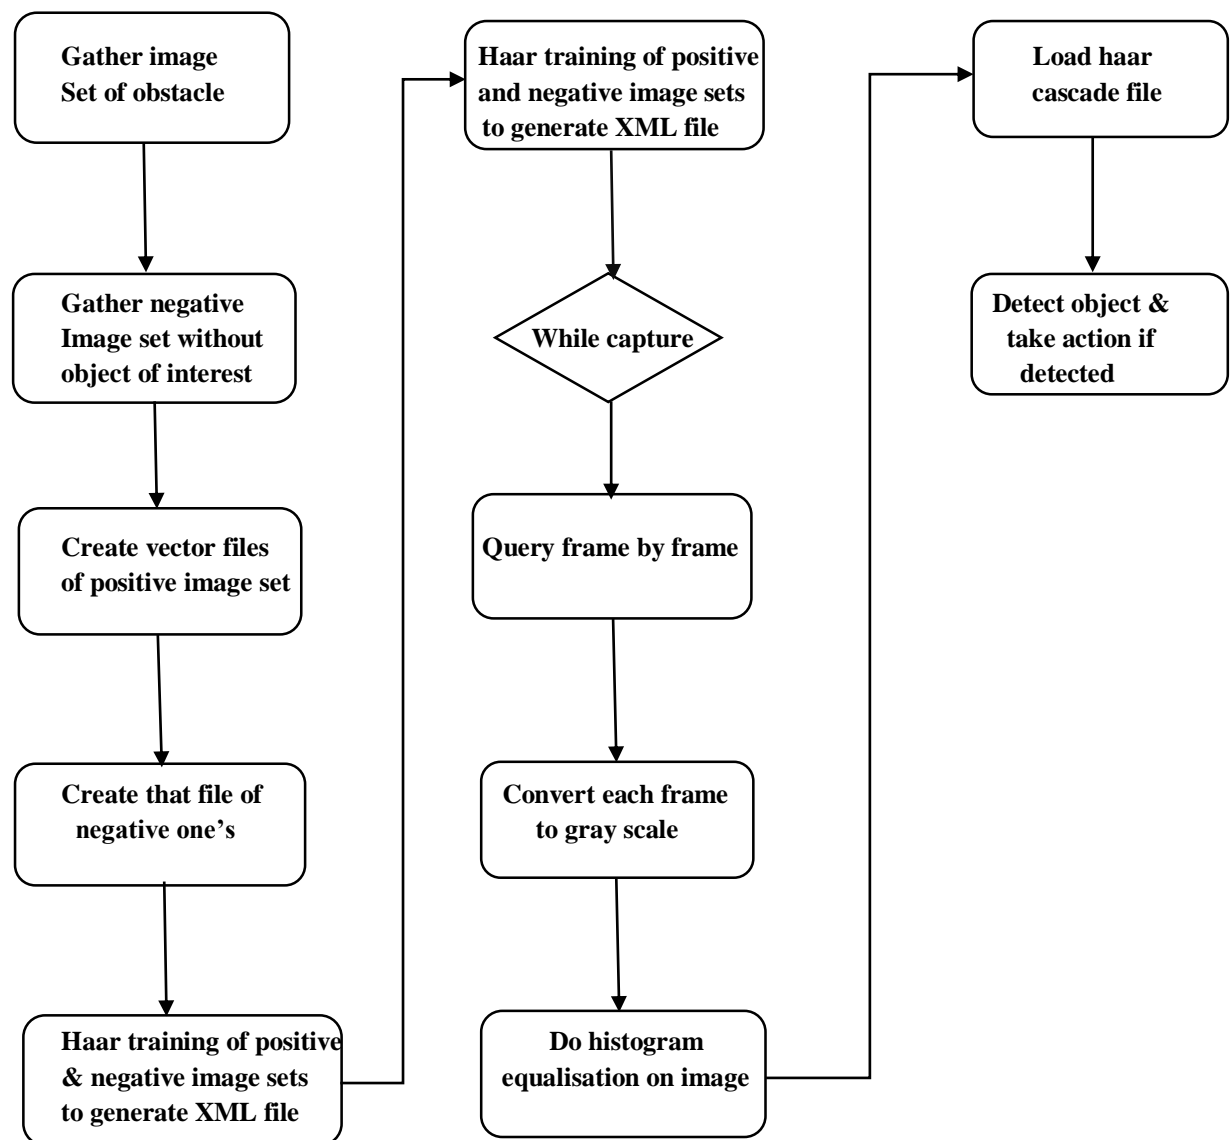 Gather image
Set of obstacle
Gather negative
Image set without
object of interest
Create vector files
of positive image set
Create that file of
negative one’s
Haar training of positive
& negative image sets
to generate XML file
Haar training of positive
and negative image sets
to generate XML file
While capture
Query frame by frame
Convert each frame
to gray scale
Do histogram
equalisation on image
Load haar
cascade file
Detect object &
take action if
detected